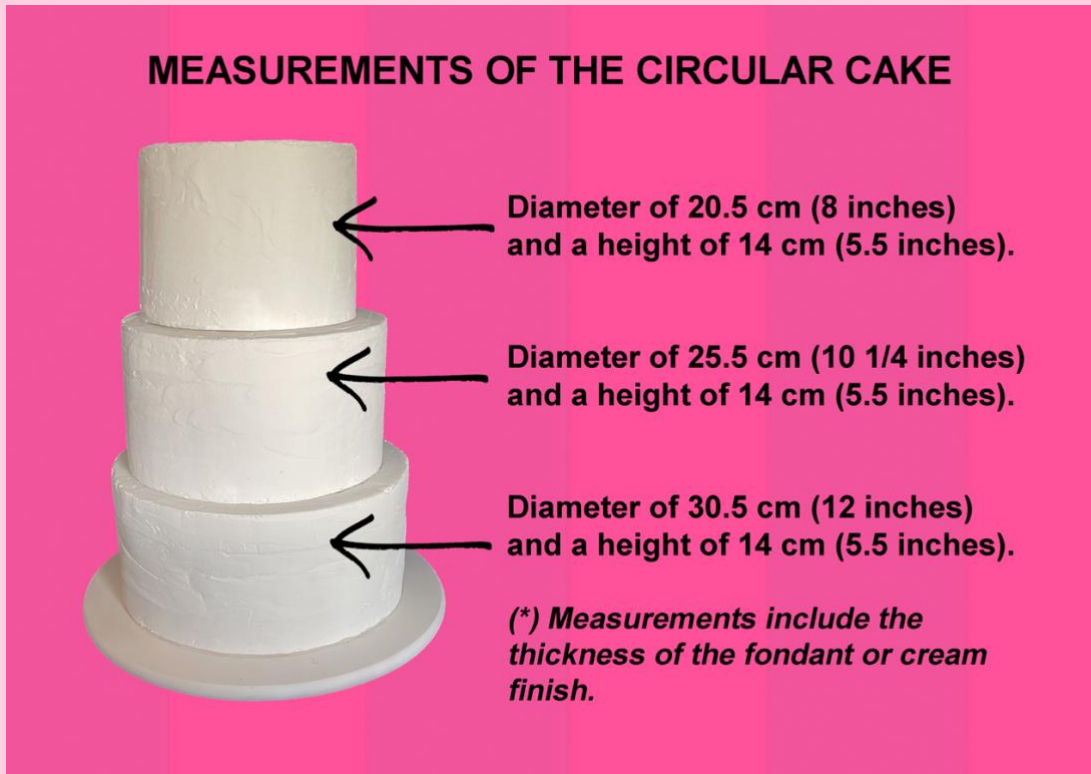 MEASUREMENTS OF THE CIRCULAR CAKE
Diameter of 20.5 cm (8 inches)
and a height of 14 cm (5.5 inches).
Diameter of 25.5 cm (10 1/4 inches)
and a height of 14 cm (5.5 inches).
Diameter of 30.5 cm (12 inches)
and a height of 14 cm (5.5 inches).
(*) Measurements include the
thickness of the fondant or cream
finish.